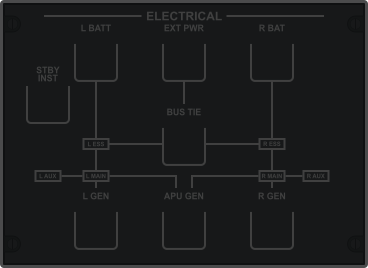 ELECTRICAL
L BATT EXT PWR R BAT
STBY
INST
BUS TIE
L ESS R ESS
L AUX L MAIN R MAIN R AUX
L GEN APU GEN R GEN